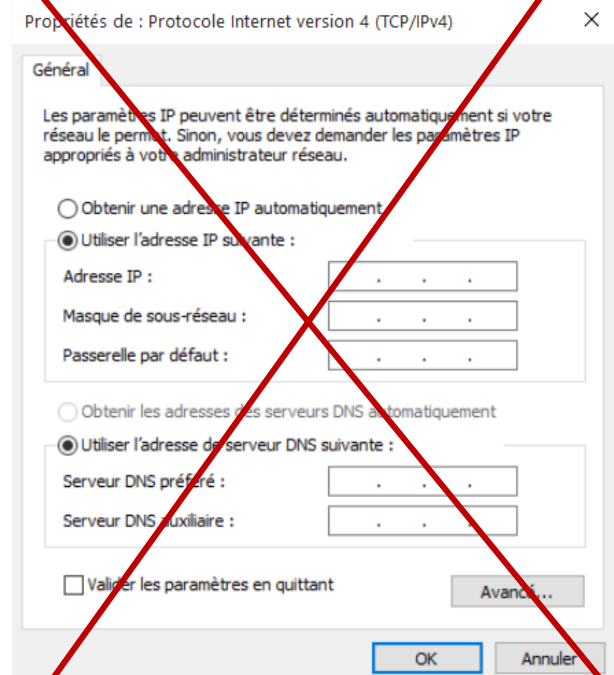 Propriétés de : Protocole Internet version 4 (TCP/IPv4)
Général
Les paramètres IP peuvent être déterminés automatiquement si votre
réseau le permet. Sinon, vous devez demander les paramètres IP
appropriés à votre administrateur réseau.
Obtenir une adresse IP automatiquement
Utiliser l'adresse IP suivante :
Adresse IP :
Masque de sous-réseau :
Passerelle par défaut :
Obtenir les adresses des serveurs DNS automatiquement
Utiliser l'adresse de serveur DNS suivante :
Serveur DNS préféré :
Serveur DNS auxiliaire :
Valider les paramètres en quittant
Avancé...
OK
Annuler